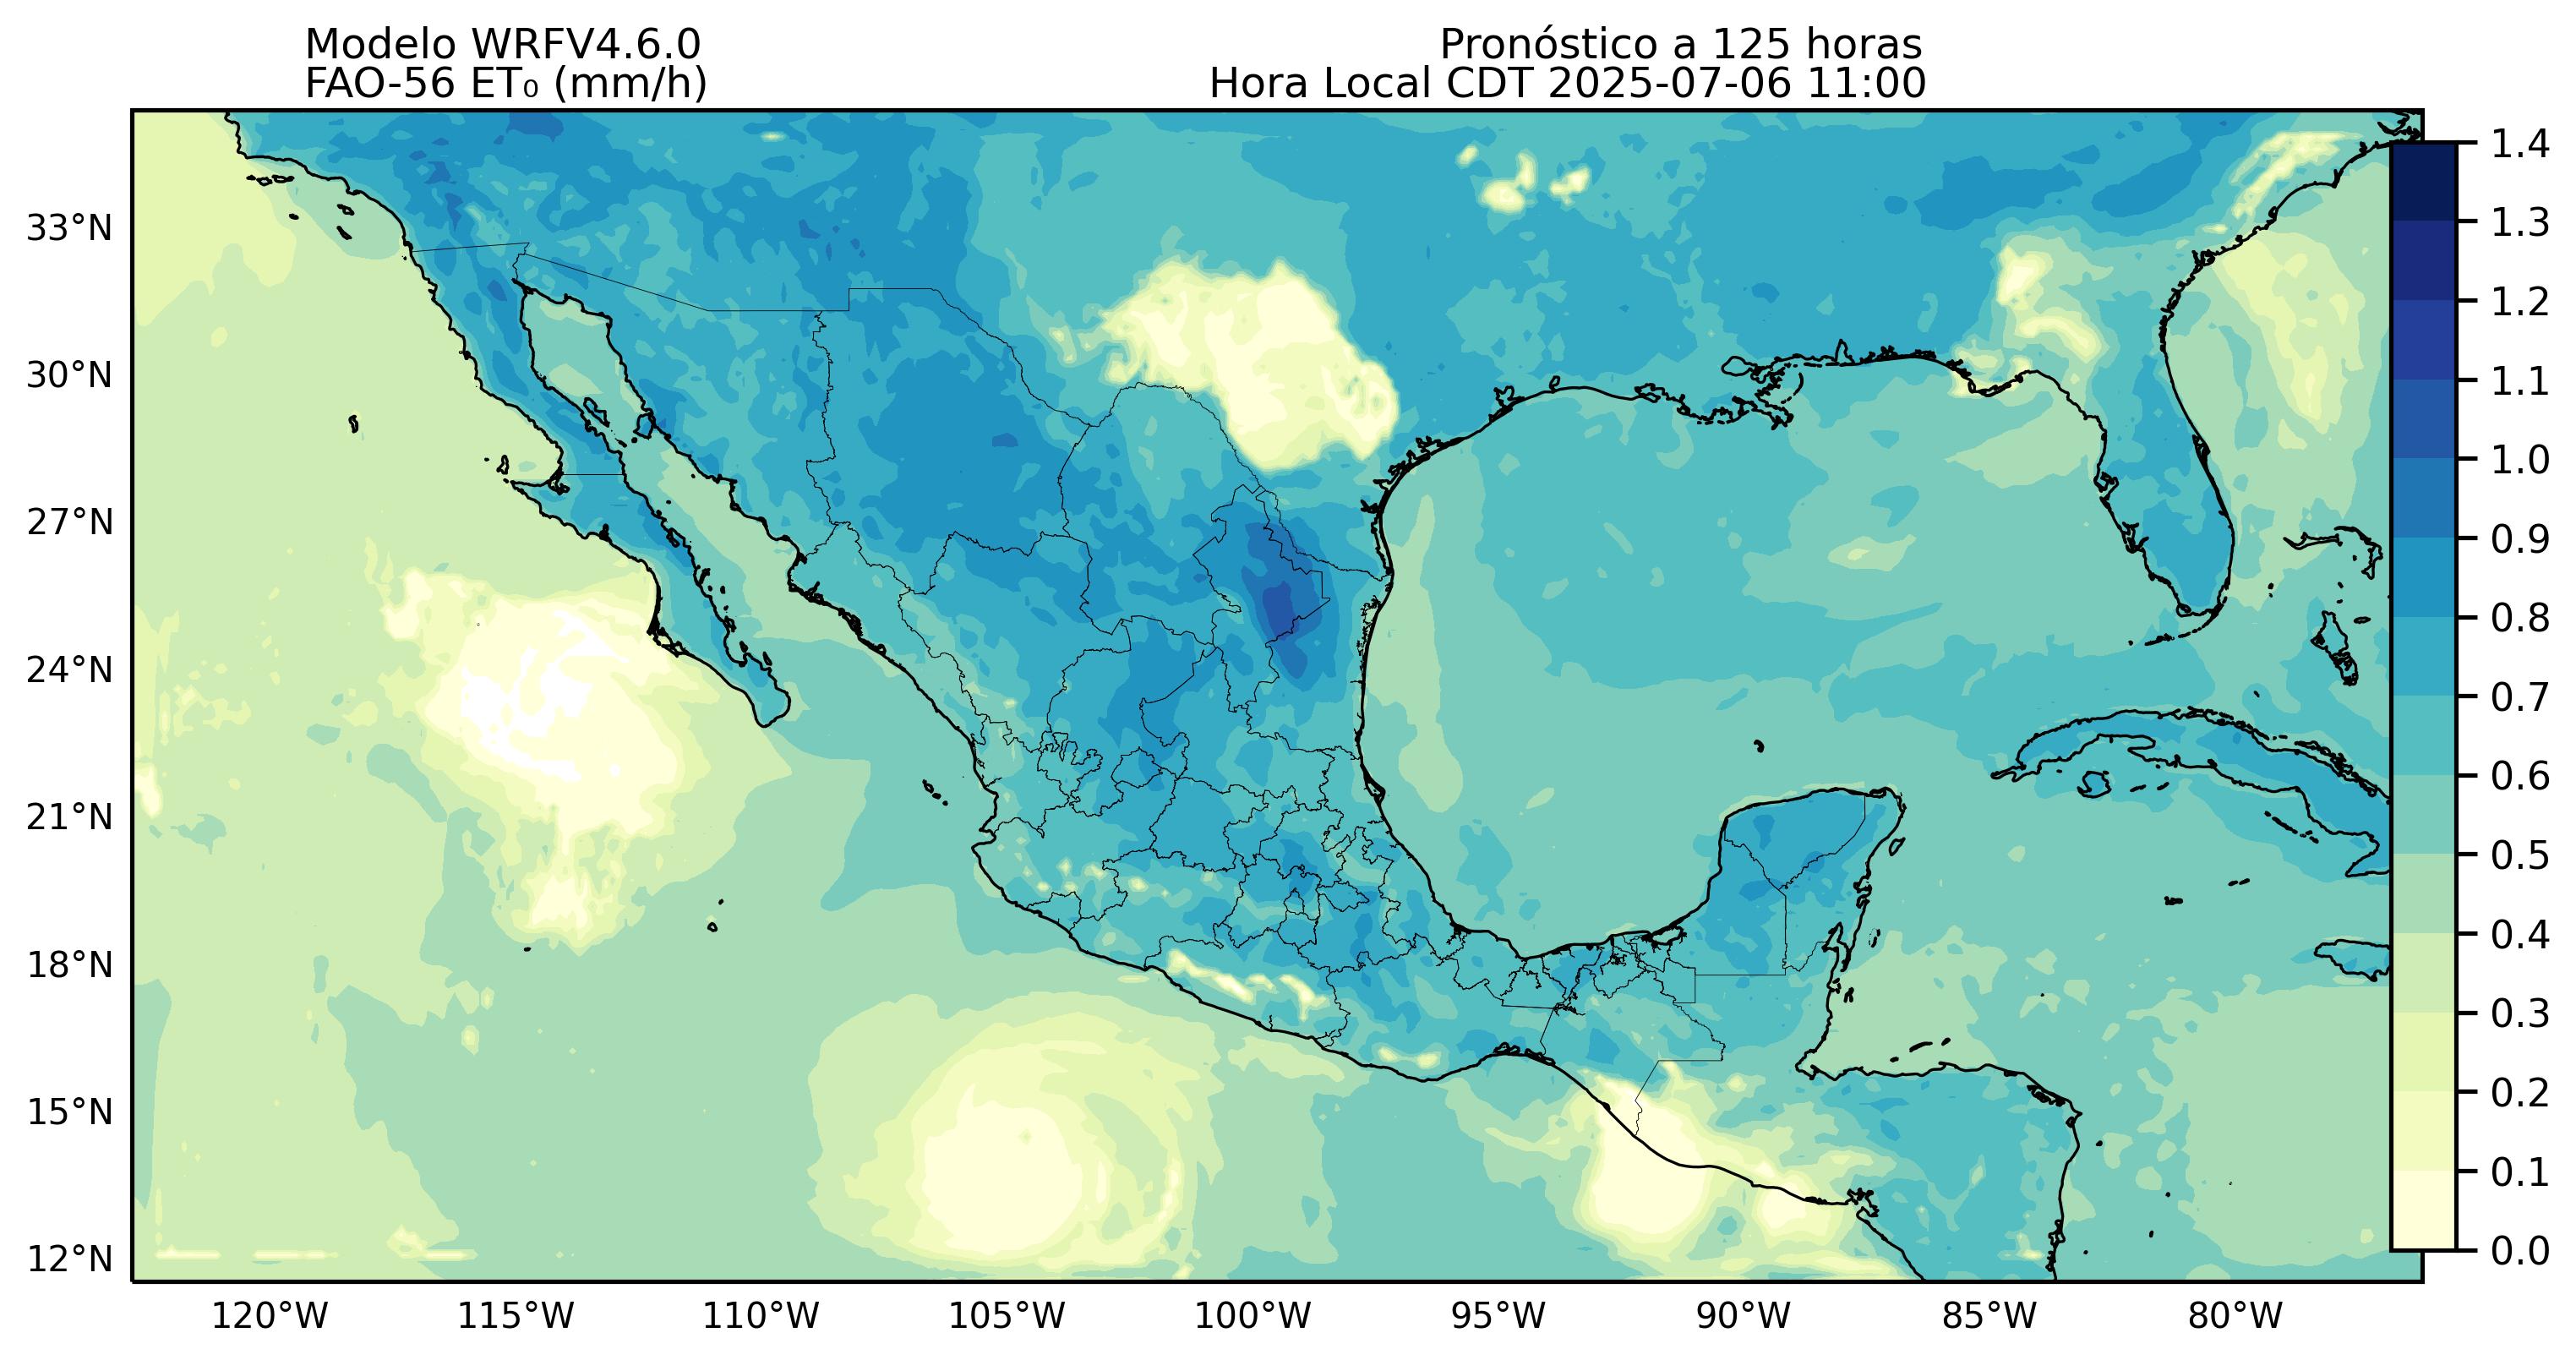 Modelo WRFV4.6.0
Pronóstico a 125 horas
FAO-56 ET₀ (mm/h)
Hora Local CDT 2025-07-06 11:00
33°N
30°N
27°N
24°N
21°N
18°N
15°N
12°N
120°W
115°W
110°W
105°W
100°W
95°W
90°W
85°W
80°W
1.4
1.3
1.2
1.1
1.0
0.9
0.8
0.7
0.6
0.5
0.4
0.3
0.2
0.1
0.0